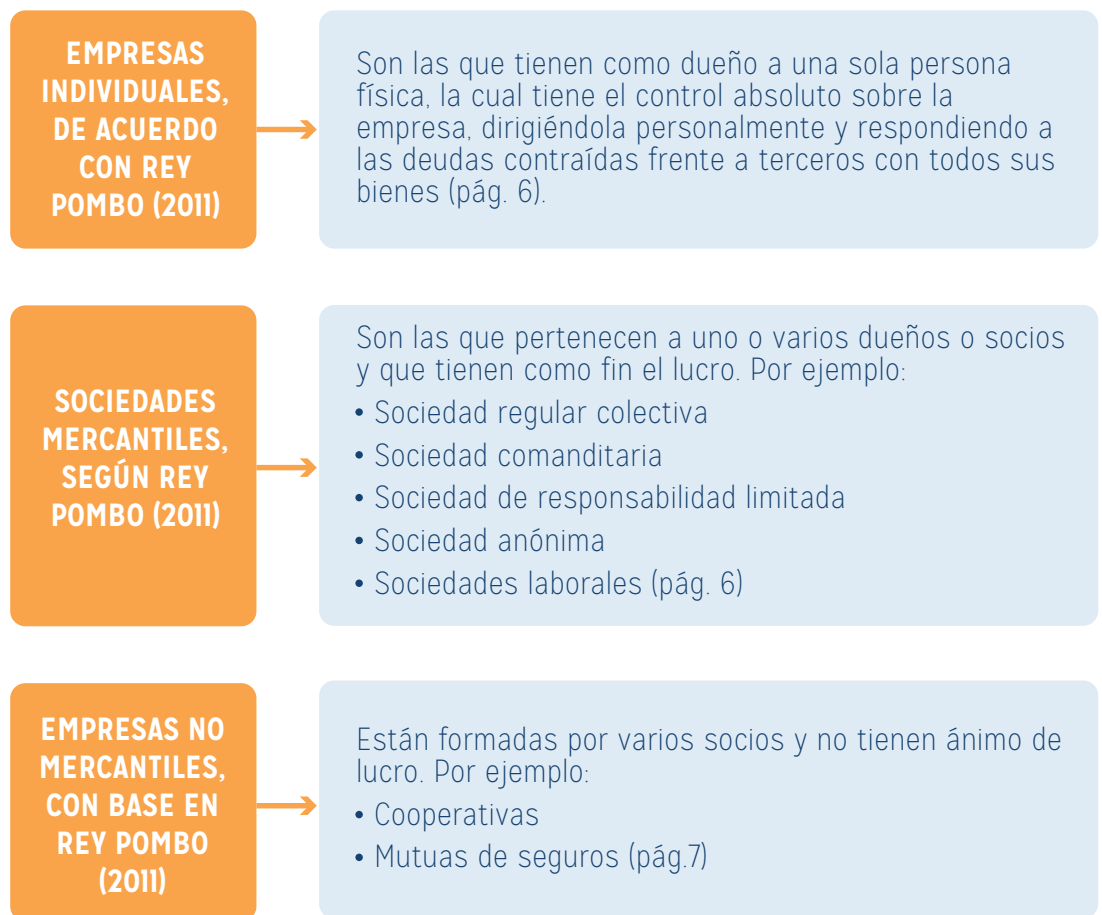 EMPRESAS
INDIVIDUALES,
DE ACUERDO
CON REY
POMBO (2011)
Son las que tienen como dueño a una sola persona
física, la cual tiene el control absoluto sobre la
empresa, dirigiéndola personalmente y respondiendo a
las deudas contraídas frente a terceros con todos sus
bienes (pág. 6).
SOCIEDADES
MERCANTILES,
SEGÚN REY
POMBO (2011)
Son las que pertenecen a uno o varios dueños o socios
y que tienen como fin el lucro. Por ejemplo:
• Sociedad regular colectiva
• Sociedad comanditaria
• Sociedad de responsabilidad limitada
• Sociedad anónima
• Sociedades laborales (pág. 6)
EMPRESAS NO
MERCANTILES,
CON BASE EN
REY POMBO
(2011)
Están formadas por varios socios y no tienen ánimo de
lucro. Por ejemplo:
• Cooperativas
• Mutuas de seguros (pág.7)